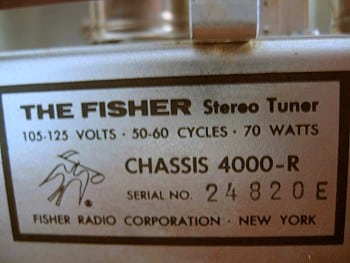 THE FISHER Stereo Tuner
105-125 VOLTS · 50-60 CYCLES · 70 WATTS
CHASSIS 4000-R
SERIAL NO. 24820E
®
FISHER RADIO CORPORATION · NEW YORK